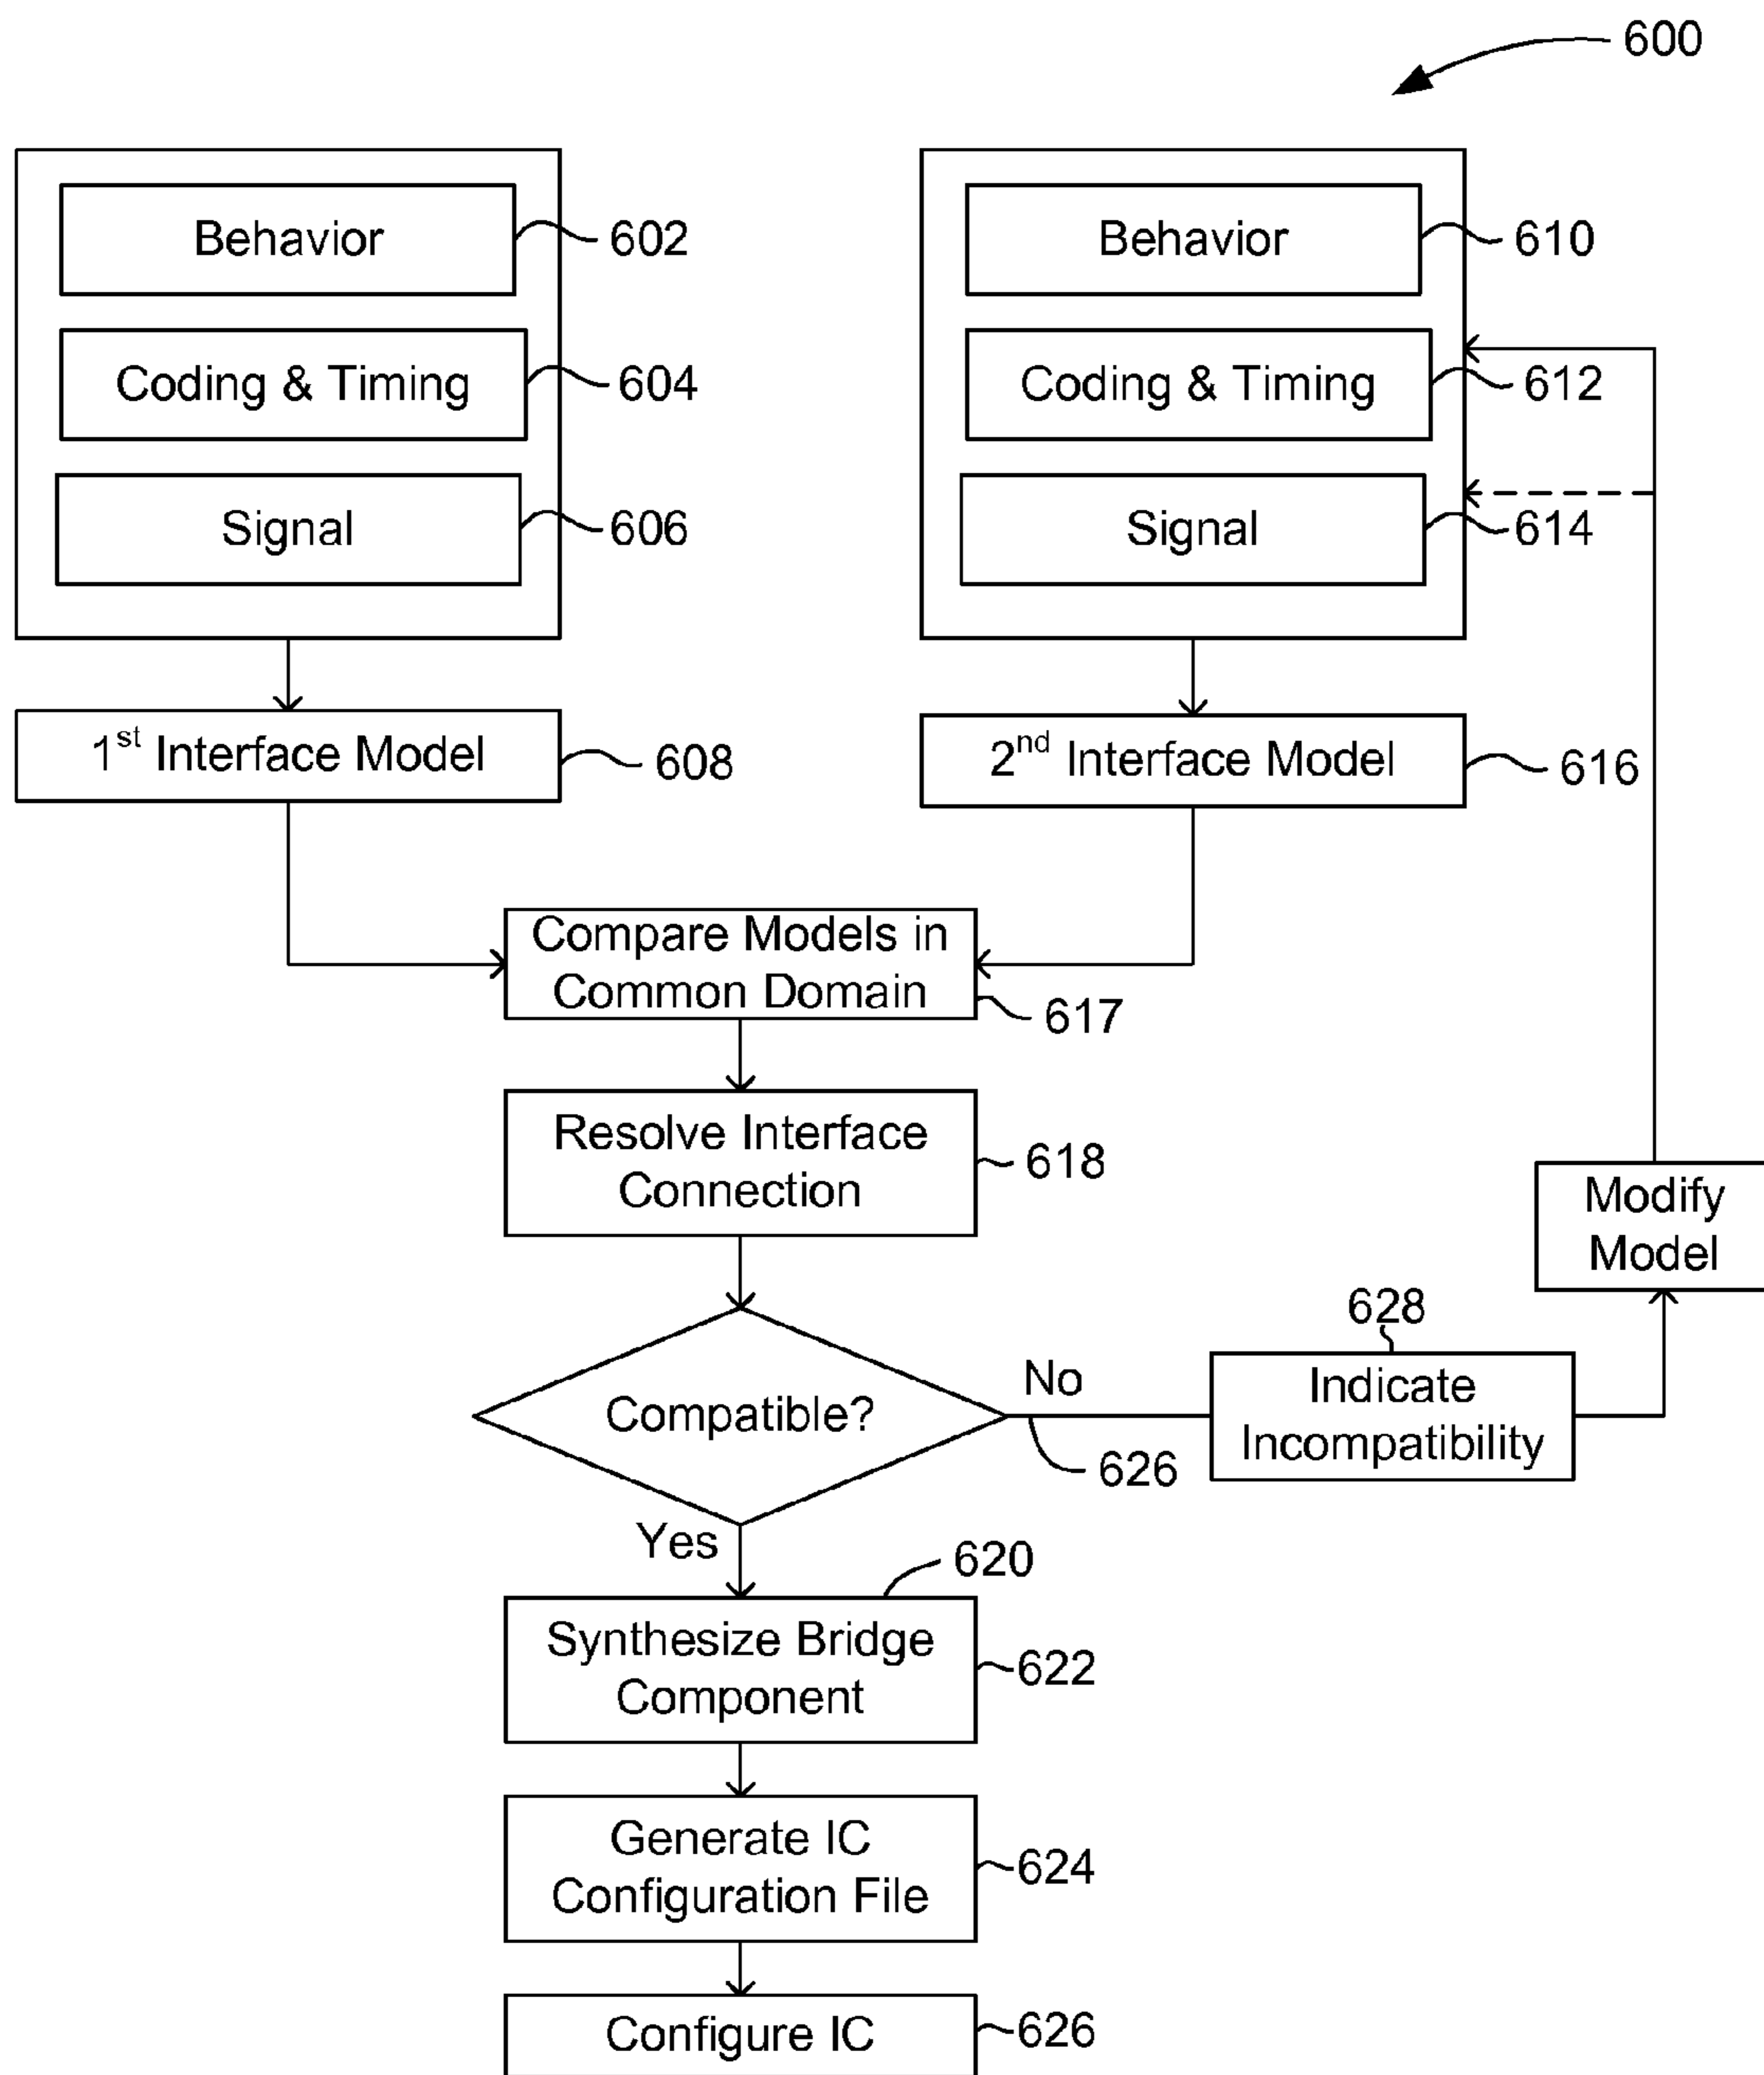 600
Behavior
602
Coding & Timing
604
Signal
606
Behavior
610
Coding & Timing
612
Signal
614
1st Interface Model
608
2nd Interface Model
616
Compare Models in
Common Domain
617
Resolve Interface
Connection
618
Modify
Model
Compatible?
No
626
628
Indicate
Incompatibility
Yes
620
Synthesize Bridge
Component
622
Generate IC
Configuration File
624
Configure IC
626